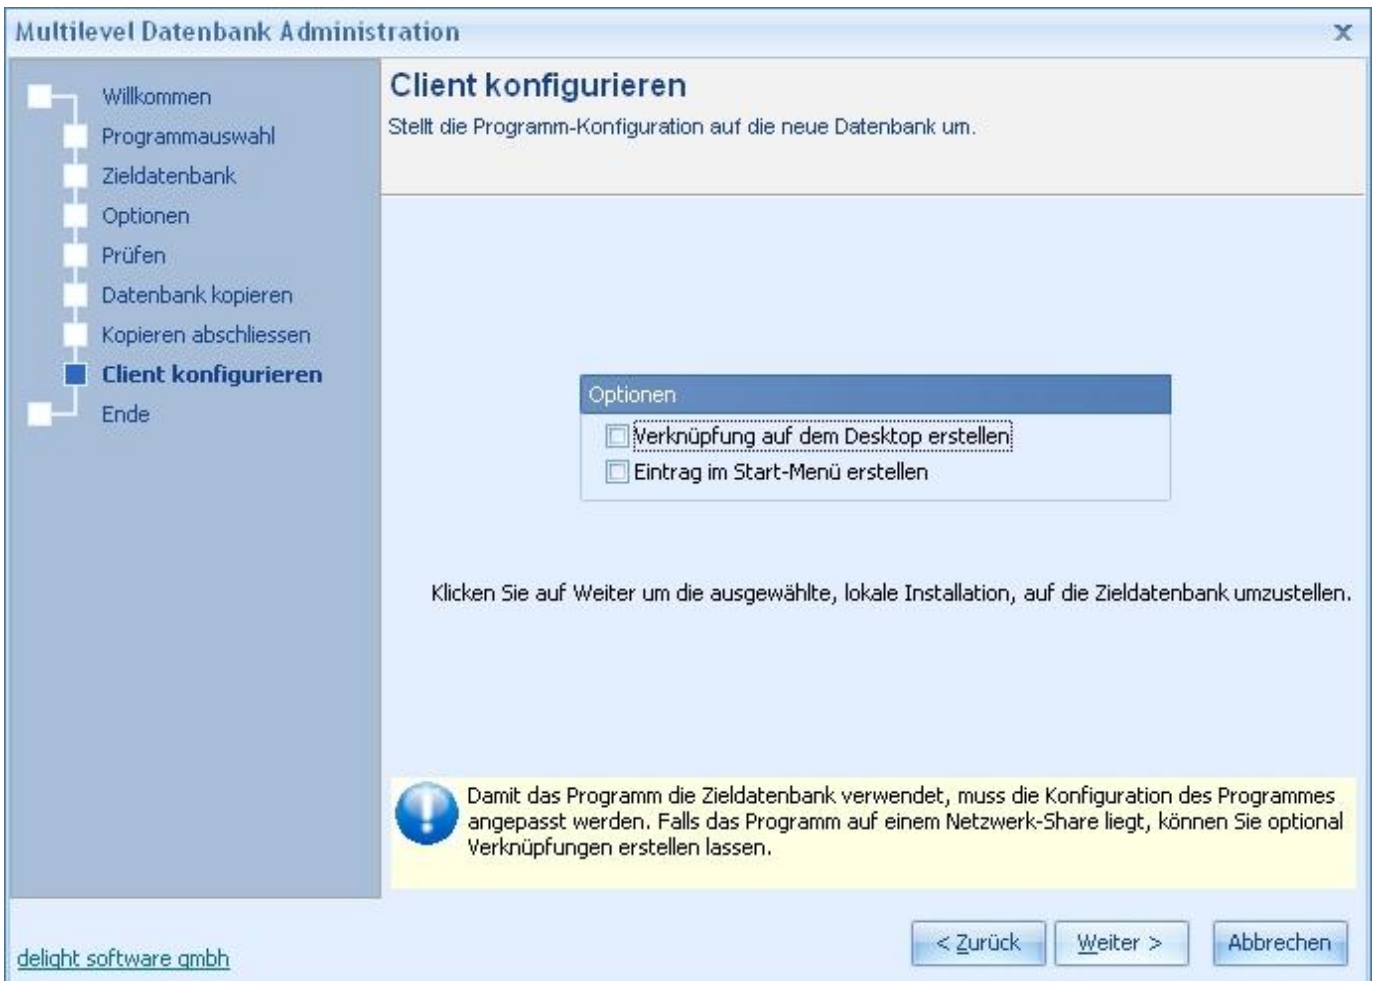 Multilevel Datenbank Administration
Willkommen
Programmauswahl
Zieldatenbank
Optionen
Prüfen
Datenbank kopieren
Kopieren abschliessen
Client konfigurieren
Ende
Client konfigurieren
Stellt die Programm-Konfiguration auf die neue Datenbank um.
Optionen
Verknüpfung auf dem Desktop erstellen
Eintrag im Start-Menü erstellen
Klicken Sie auf Weiter um die ausgewählte, lokale Installation, auf die Zieldatenbank umzustellen.
Damit das Programm die Zieldatenbank verwendet, muss die Konfiguration des Programmes
angepasst werden. Falls das Programm auf einem Netzwerk-Share liegt, können Sie optional
Verknüpfungen erstellen lassen.
delight software gmbh
< Zurück
Weiter >
Abbrechen